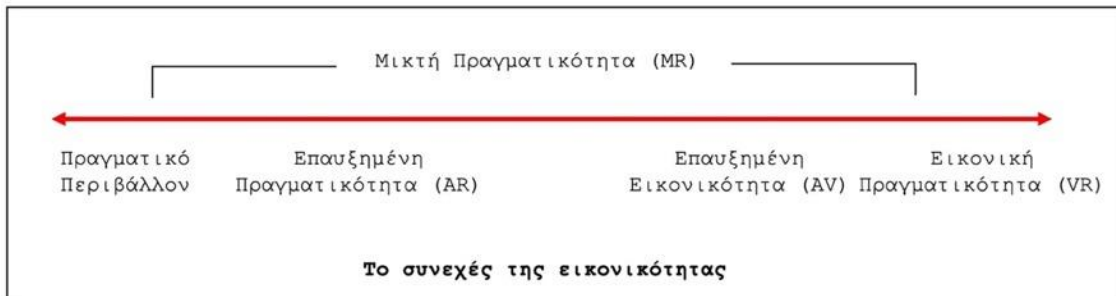 Μικτή Πραγματικότητα (MR)
Πραγματικό Περιβάλλον
Επαυξημένη Πραγματικότητα (AR)
Επαυξημένη Εικονικότητα (AV)
Εικονική Πραγματικότητα (VR)
Το συνεχές της εικονικότητας